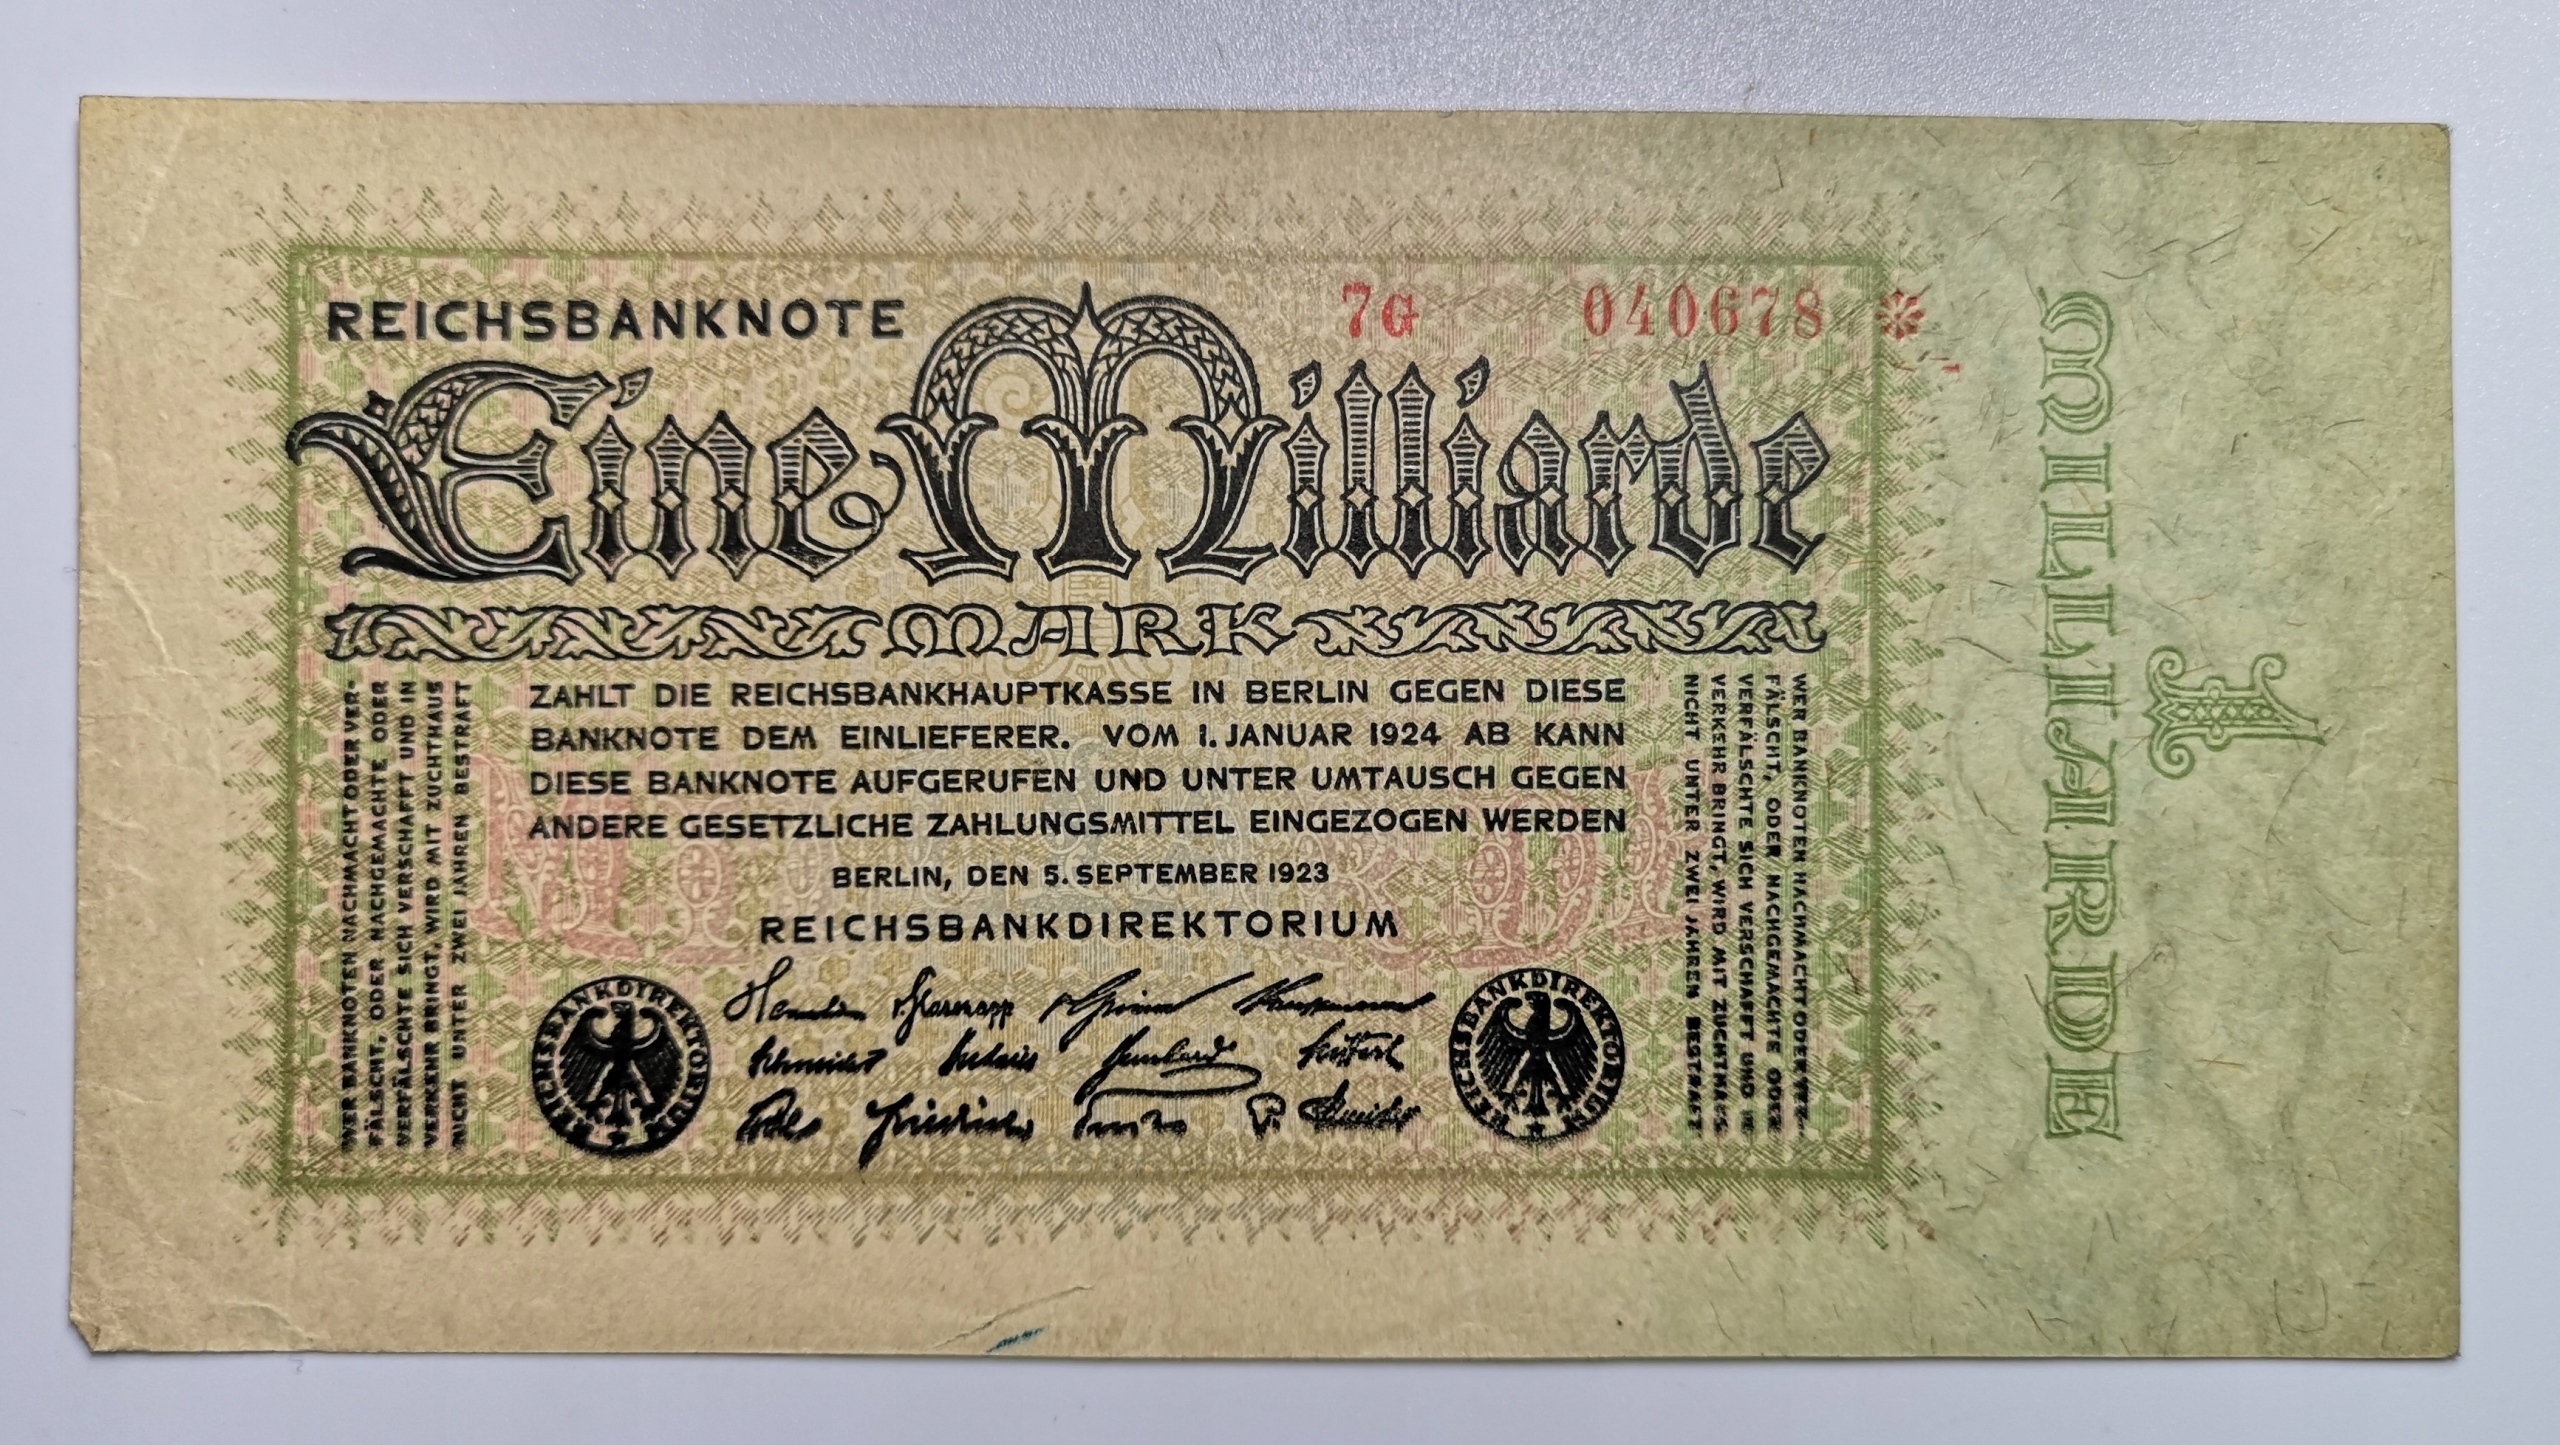 REICHSBANKNOTE
7G 040678 *
Eine Milliarde
MARK
ZAHLT DIE REICHSBANKHAUPTKASSE IN BERLIN GEGEN DIESE
BANKNOTE DEM EINLIEFERER. VOM 1. JANUAR 1924 AB KANN
DIESE BANKNOTE AUFGERUFEN UND UNTER UMTAUSCH GEGEN
ANDERE GESETZLICHE ZAHLUNGSMITTEL EINGEZOGEN WERDEN
BERLIN, DEN 5. SEPTEMBER 1923
REICHSBANKDIREKTORIUM
REICHSBANKDIREKTORIUM
REICHSBANKDIREKTORIUM
WER BANKNOTEN NACHMACHT ODER VER-
FÄLSCHT, ODER NACHGEMACHTE ODER
VERFÄLSCHTE SICH VERSCHAFFT UND IN
VERKEHR BRINGT, WIRD MIT ZUCHTHAUS
NICHT UNTER ZWEI JAHREN BESTRAFT
WER BANKNOTEN NACHMACHT ODER VER-
FÄLSCHT, ODER NACHGEMACHTE ODER
VERFÄLSCHTE SICH VERSCHAFFT UND IN
VERKEHR BRINGT, WIRD MIT ZUCHTHAUS
NICHT UNTER ZWEI JAHREN BESTRAFT
1
MILLIARDE